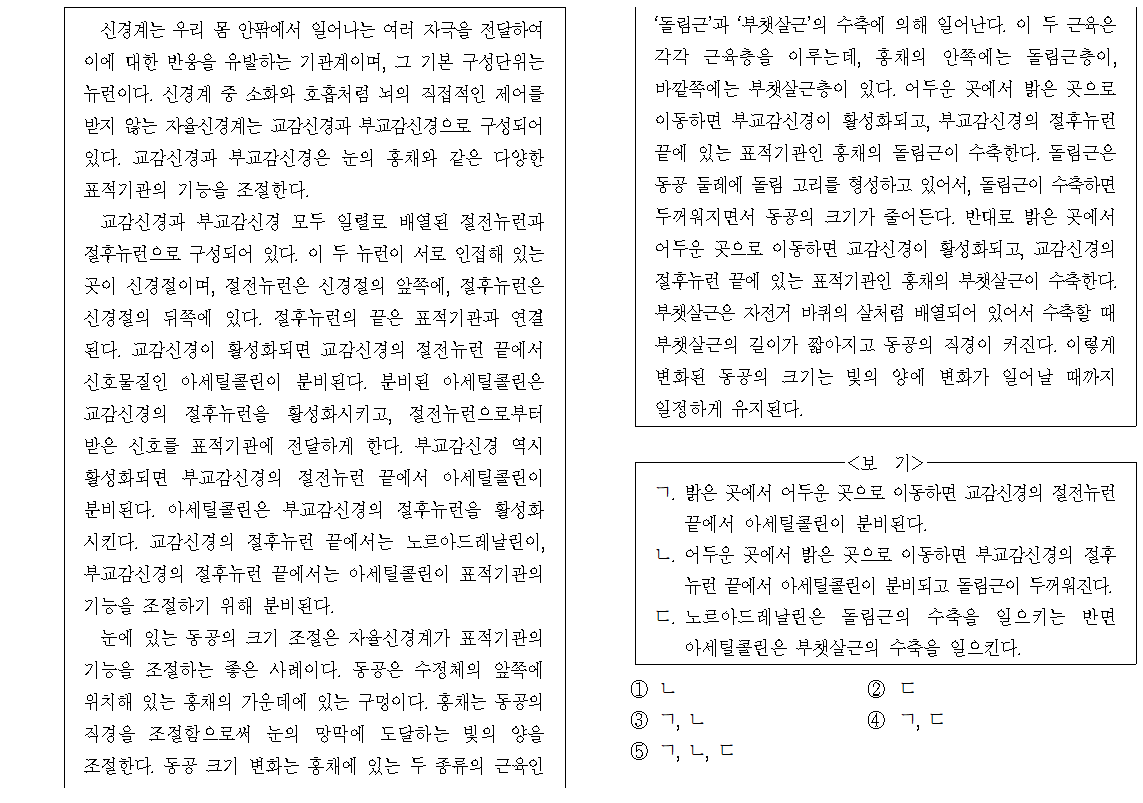 신경계는 우리 몸 안팎에서 일어나는 여러 자극을 전달하여
이에 대한 반응을 유발하는 기관계이며, 그 기본 구성단위는
뉴런이다. 신경계 중 소화와 호흡처럼 뇌의 직접적인 제어를
받지 않는 자율신경계는 교감신경과 부교감신경으로 구성되어
있다. 교감신경과 부교감신경은 눈의 홍채와 같은 다양한
표적기관의 기능을 조절한다.
교감신경과 부교감신경 모두 일렬로 배열된 절전뉴런과
절후뉴런으로 구성되어 있다. 이 두 뉴런이 서로 인접해 있는
곳이 신경절이며, 절전뉴런은 신경절의 앞쪽에, 절후뉴런은
신경절의 뒤쪽에 있다. 절후뉴런의 끝은 표적기관과 연결
된다. 교감신경이 활성화되면 교감신경의 절전뉴런 끝에서
신호물질인 아세틸콜린이 분비된다. 분비된 아세틸콜린은
교감신경의 절후뉴런을 활성화시키고, 절전뉴런으로부터
받은 신호를 표적기관에 전달하게 한다. 부교감신경 역시
활성화되면 부교감신경의 절전뉴런 끝에서 아세틸콜린이
분비된다. 아세틸콜린은 부교감신경의 절후뉴런을 활성화
시킨다. 교감신경의 절후뉴런 끝에서는 노르아드레날린이,
부교감신경의 절후뉴런 끝에서는 아세틸콜린이 표적기관의
기능을 조절하기 위해 분비된다.
눈에 있는 동공의 크기 조절은 자율신경계가 표적기관의
기능을 조절하는 좋은 사례이다. 동공은 수정체의 앞쪽에
위치해 있는 홍채의 가운데에 있는 구멍이다. 홍채는 동공의
직경을 조절함으로써 눈의 망막에 도달하는 빛의 양을
조절한다. 동공 크기 변화는 홍채에 있는 두 종류의 근육인
‘돌림근’과 ‘부챗살근’의 수축에 의해 일어난다. 이 두 근육은
각각 근육층을 이루는데, 홍채의 안쪽에는 돌림근층이,
바깥쪽에는 부챗살근층이 있다. 어두운 곳에서 밝은 곳으로
이동하면 부교감신경이 활성화되고, 부교감신경의 절후뉴런
끝에 있는 표적기관인 홍채의 돌림근이 수축한다. 돌림근은
동공 둘레에 돌림 고리를 형성하고 있어서, 돌림근이 수축하면
두꺼워지면서 동공의 크기가 줄어든다. 반대로 밝은 곳에서
어두운 곳으로 이동하면 교감신경이 활성화되고, 교감신경의
절후뉴런 끝에 있는 표적기관인 홍채의 부챗살근이 수축한다.
부챗살근은 자전거 바퀴의 살처럼 배열되어 있어서 수축할 때
부챗살근의 길이가 짧아지고 동공의 직경이 커진다. 이렇게
변화된 동공의 크기는 빛의 양에 변화가 일어날 때까지
일정하게 유지된다.
<보 기>
ㄱ. 밝은 곳에서 어두운 곳으로 이동하면 교감신경의 절전뉴런
끝에서 아세틸콜린이 분비된다.
ㄴ. 어두운 곳에서 밝은 곳으로 이동하면 부교감신경의 절후
뉴런 끝에서 아세틸콜린이 분비되고 돌림근이 두꺼워진다.
ㄷ. 노르아드레날린은 돌림근의 수축을 일으키는 반면
아세틸콜린은 부챗살근의 수축을 일으킨다.
① ㄴ ② ㄷ
③ ㄱ, ㄴ ④ ㄱ, ㄷ
⑤ ㄱ, ㄴ, ㄷ